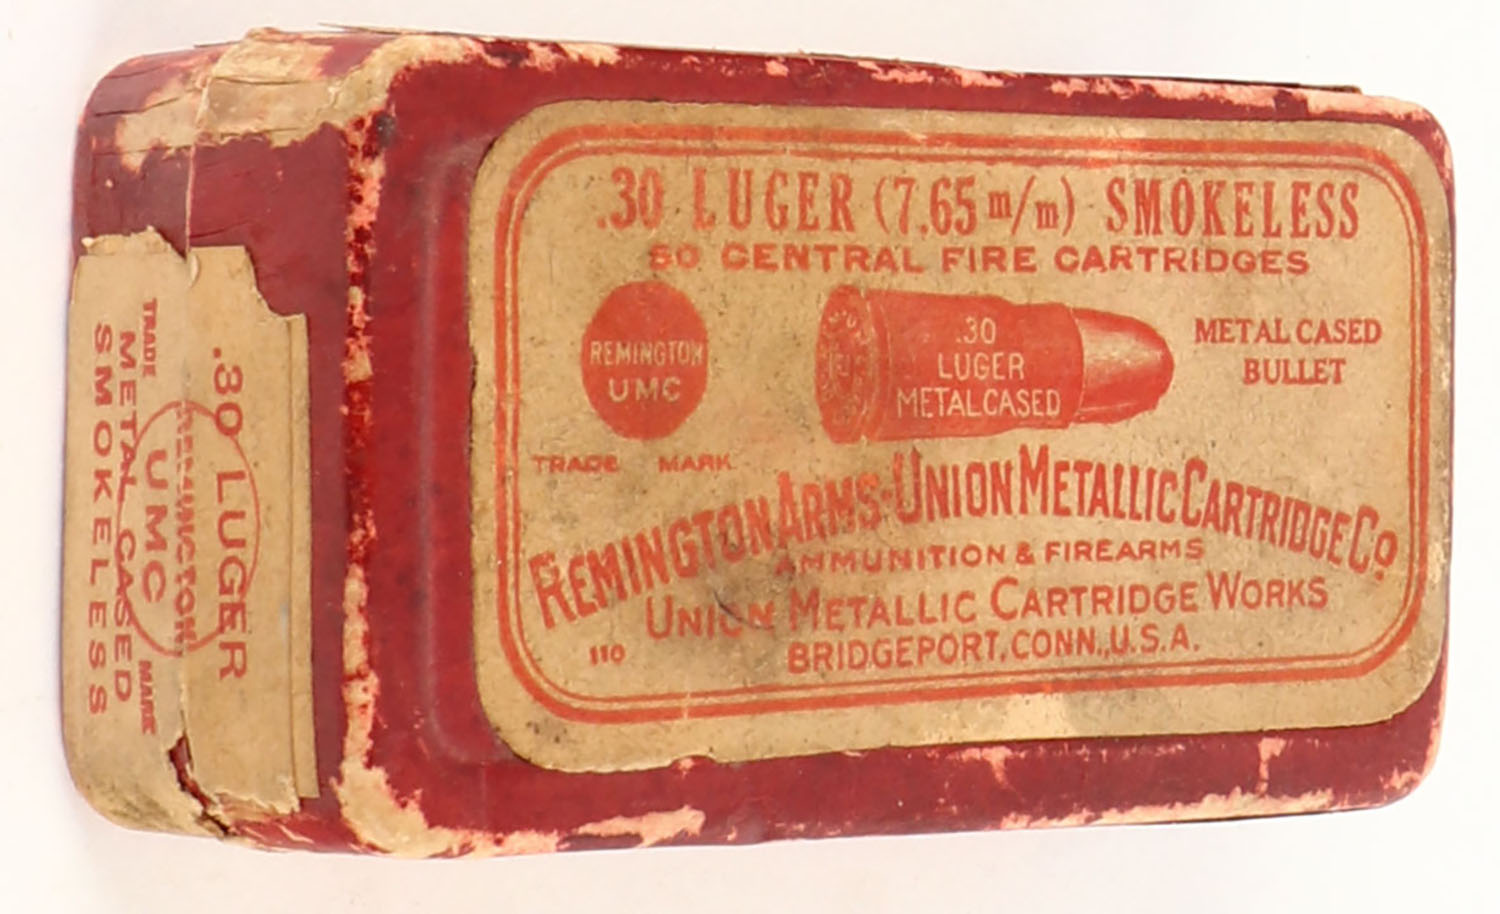 .30 LUGER (7,65 m/m) SMOKELESS
50 CENTRAL FIRE CARTRIDGES
REMINGTON
UMC
TRADE MARK
.30
LUGER
METAL CASED
METAL CASED
BULLET
REMINGTON ARMS-UNION METALLIC CARTRIDGE CO.
AMMUNITION & FIREARMS
UNION METALLIC CARTRIDGE WORKS
110
BRIDGEPORT, CONN., U.S.A.
.30 LUGER
REMINGTON
UMC
TRADE MARK
METAL CASED
SMOKELESS